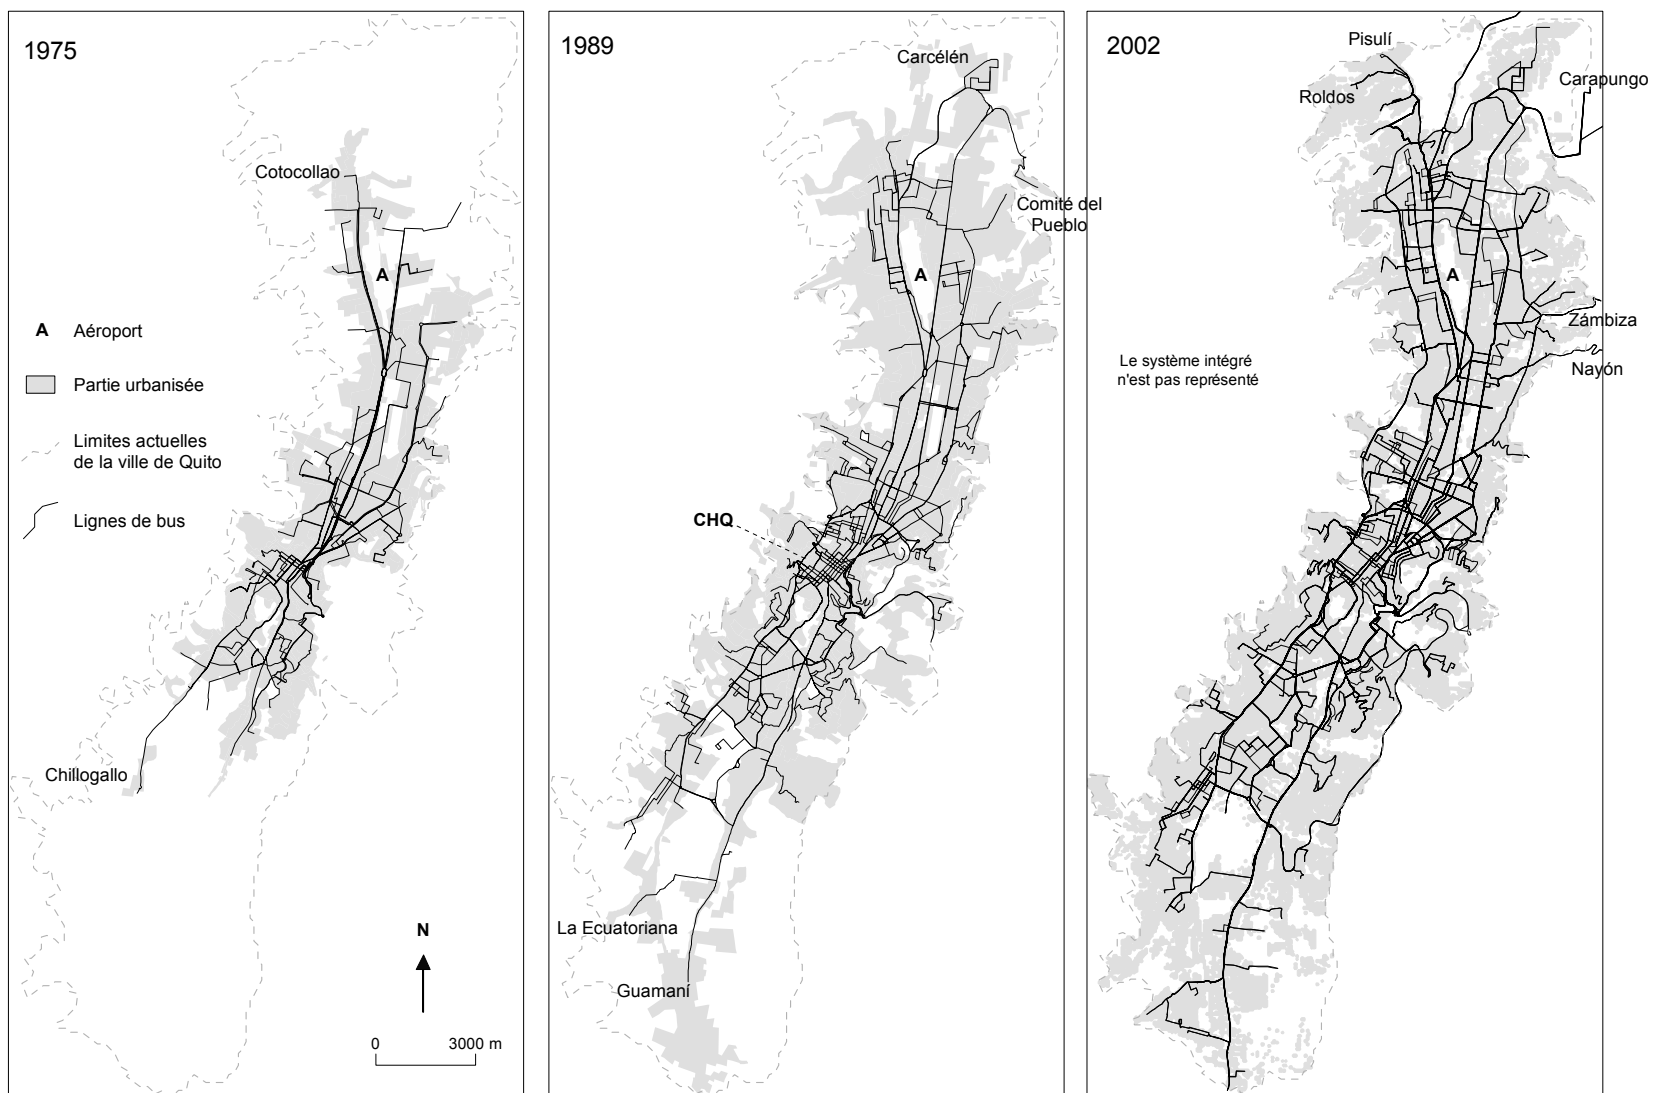 1975
Cotocollao
A
A Aéroport
Partie urbanisée
Limites actuelles
de la ville de Quito
Lignes de bus
Chillogallo
N
0 3000 m
1989
Carcélén
Comité del
Pueblo
A
CHQ
La Ecuatoriana
Guamaní
2002
Pisulí
Carapungo
Roldos
A
Zámbiza
Le système intégré
n'est pas représenté
Nayón